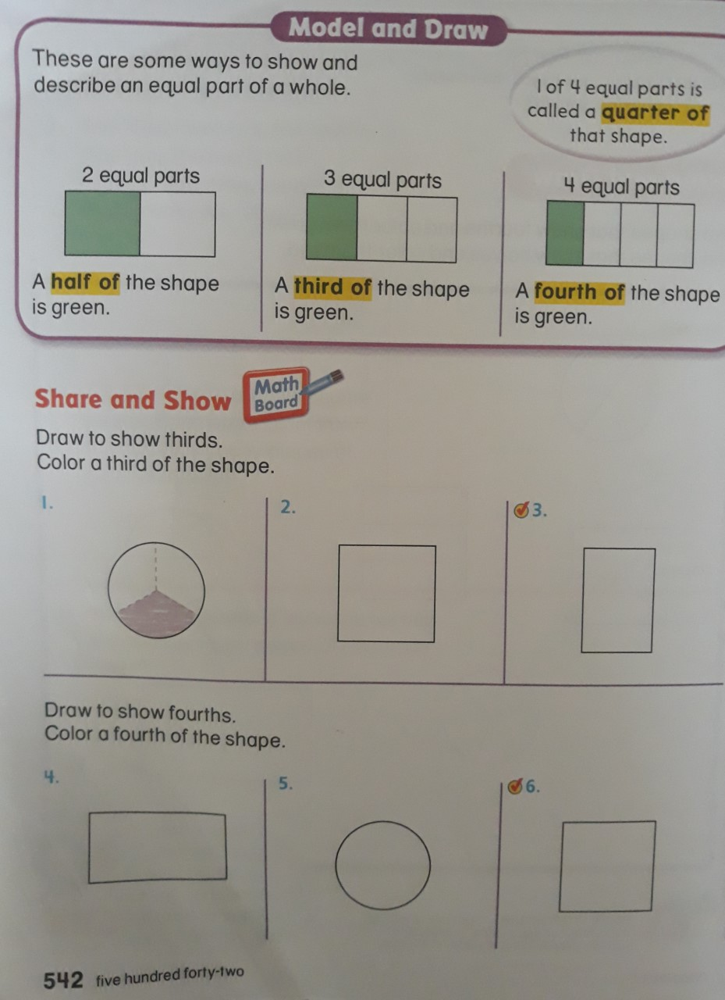 Model and Draw
These are some ways to show and
describe an equal part of a whole.
1 of 4 equal parts is
called a quarter of
that shape.
2 equal parts
3 equal parts
4 equal parts
A half of the shape
is green.
A third of the shape
is green.
A fourth of the shape
is green.
Share and Show
Math
Board
Draw to show thirds.
Color a third of the shape.
1.
2.
3.
Draw to show fourths.
Color a fourth of the shape.
4.
5.
6.
542 five hundred forty-two